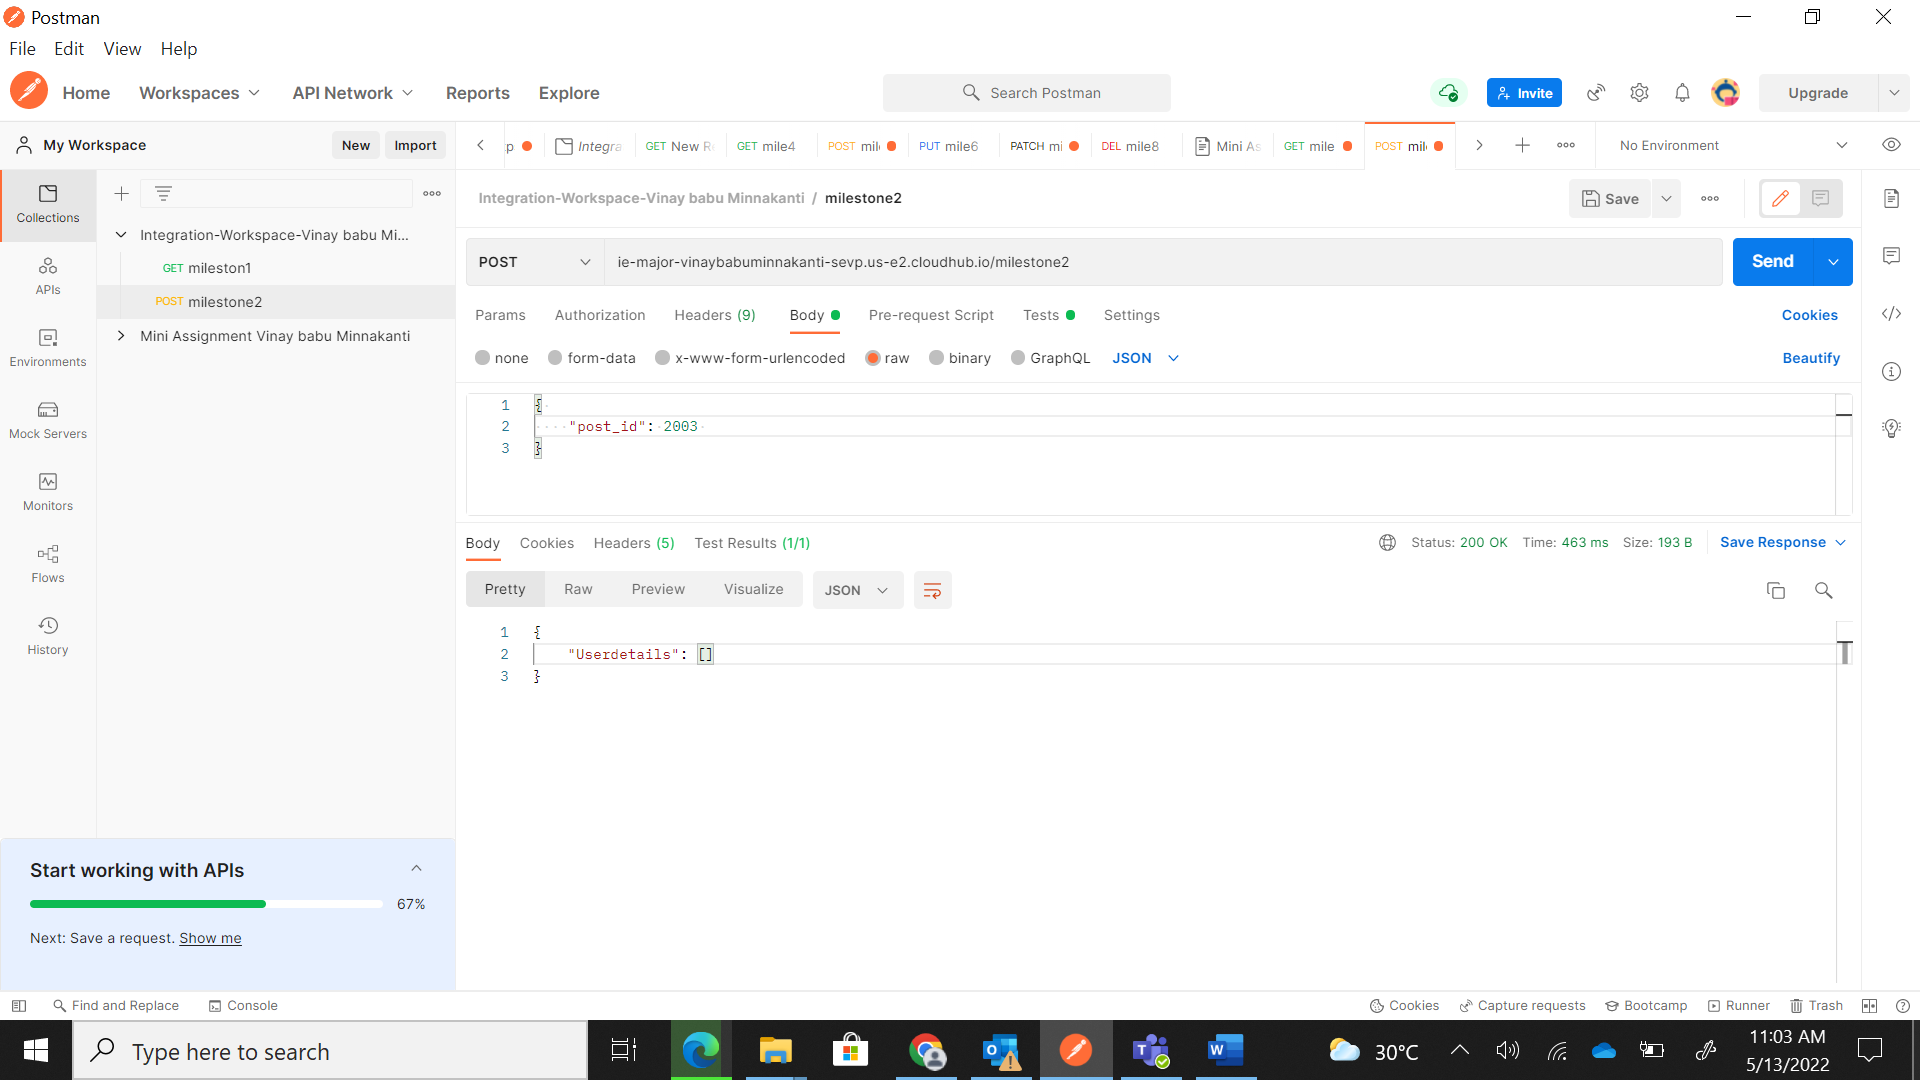 Postman
File Edit View Help
Home Workspaces API Network Reports Explore
Search Postman
Invite
Upgrade
My Workspace
New Import
GET New R
GET mile4
POST
PUT mile6
PATCH
DEL mile8
Mini As
GET mile
POST
No Environment
Collections
APIs
Environments
Mock Servers
Monitors
Flows
History
Integration-Workspace-Vinay babu Mi...
GET mileston1
POST milestone2
Mini Assignment Vinay babu Minnakanti
Integration-Workspace-Vinay babu Minnakanti / milestone2
Save
POST
ie-major-vinaybabuminnakanti-sevp.us-e2.cloudhub.io/milestone2
Send
Params Authorization Headers (9) Body Pre-request Script Tests Settings
Cookies
none form-data x-www-form-urlencoded raw binary GraphQL JSON
Beautify
1 {
2 "post_id": 2003
3 }
Body Cookies Headers (5) Test Results (1/1)
Status: 200 OK Time: 463 ms Size: 193 B Save Response
Pretty Raw Preview Visualize JSON
1 {
2 "Userdetails": []
3 }
Start working with APIs
67%
Next: Save a request. Show me
Find and Replace Console
Cookies Capture requests Bootcamp Runner Trash
Type here to search
30°C
11:03 AM
5/13/2022